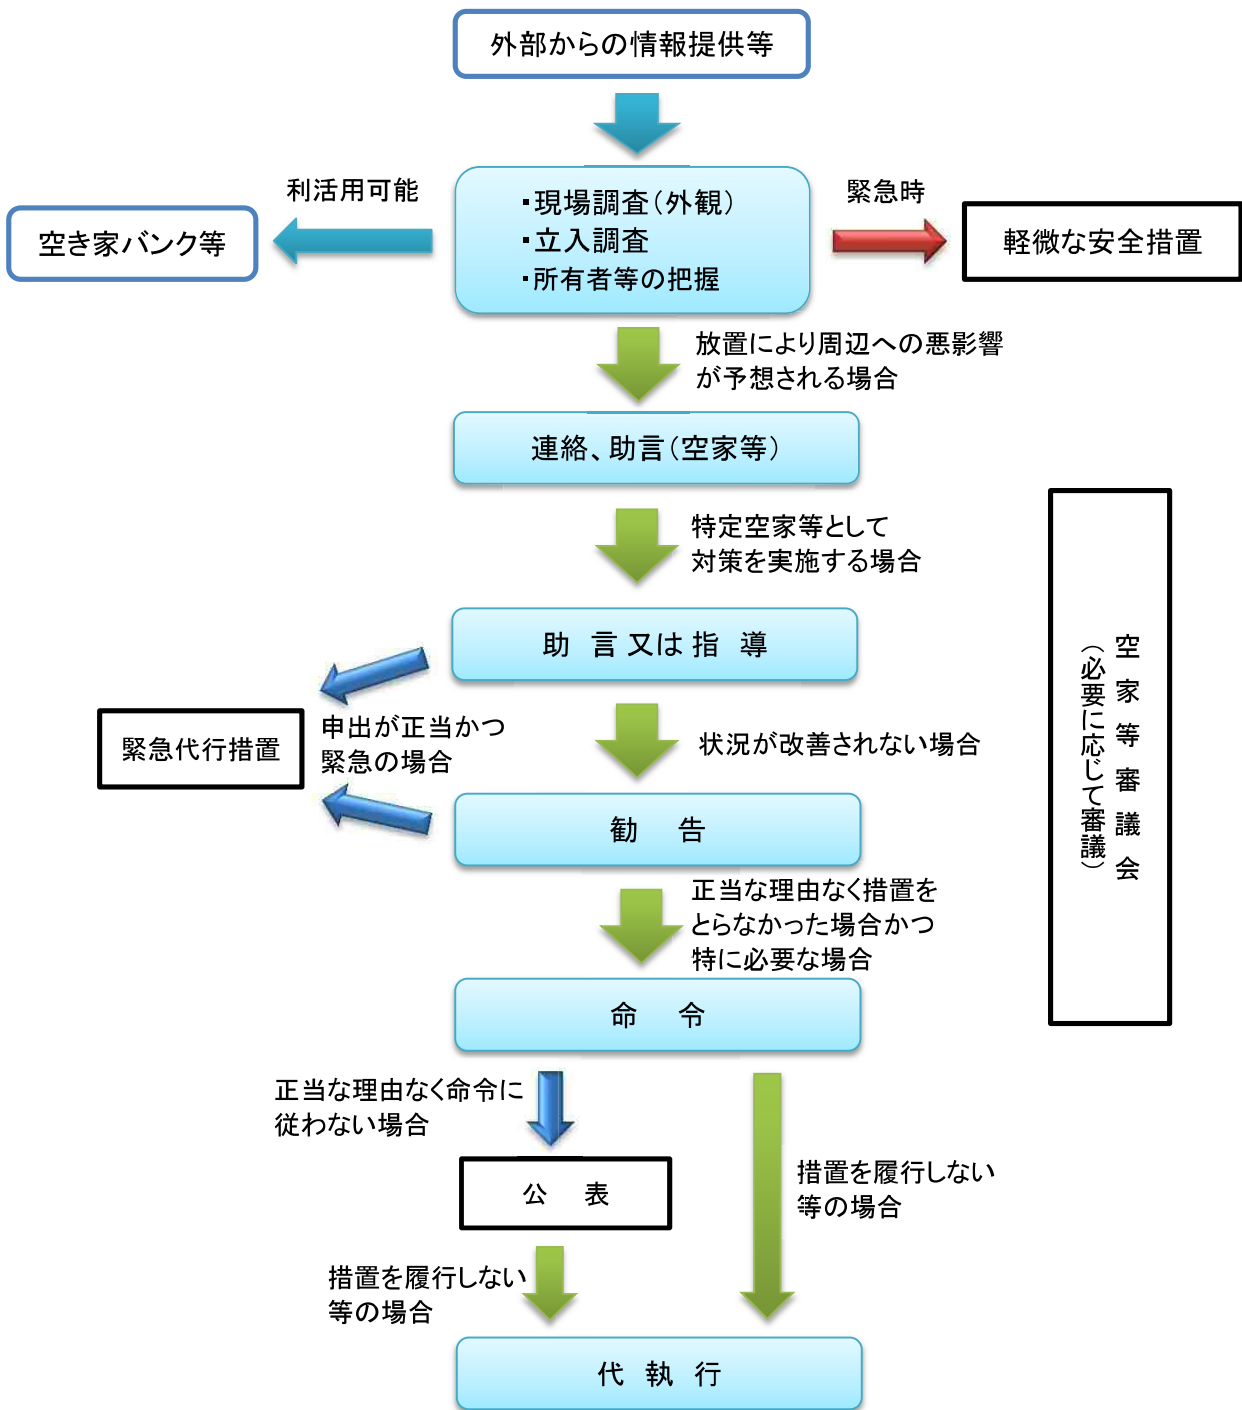 外部からの情報提供等
利活用可能
緊急時
空き家バンク等
・現場調査（外観）
・立入調査
・所有者等の把握
軽微な安全措置
放置により周辺への悪影響
が予想される場合
連絡、助言（空家等）
特定空家等として
対策を実施する場合
助言又は指導
申出が正当かつ
緊急の場合
緊急代行措置
状況が改善されない場合
勧告
正当な理由なく措置を
とらなかった場合かつ
特に必要な場合
空家等審議会
（必要に応じて審議）
命令
正当な理由なく命令に
従わない場合
公表
措置を履行しない
等の場合
措置を履行しない
等の場合
代執行